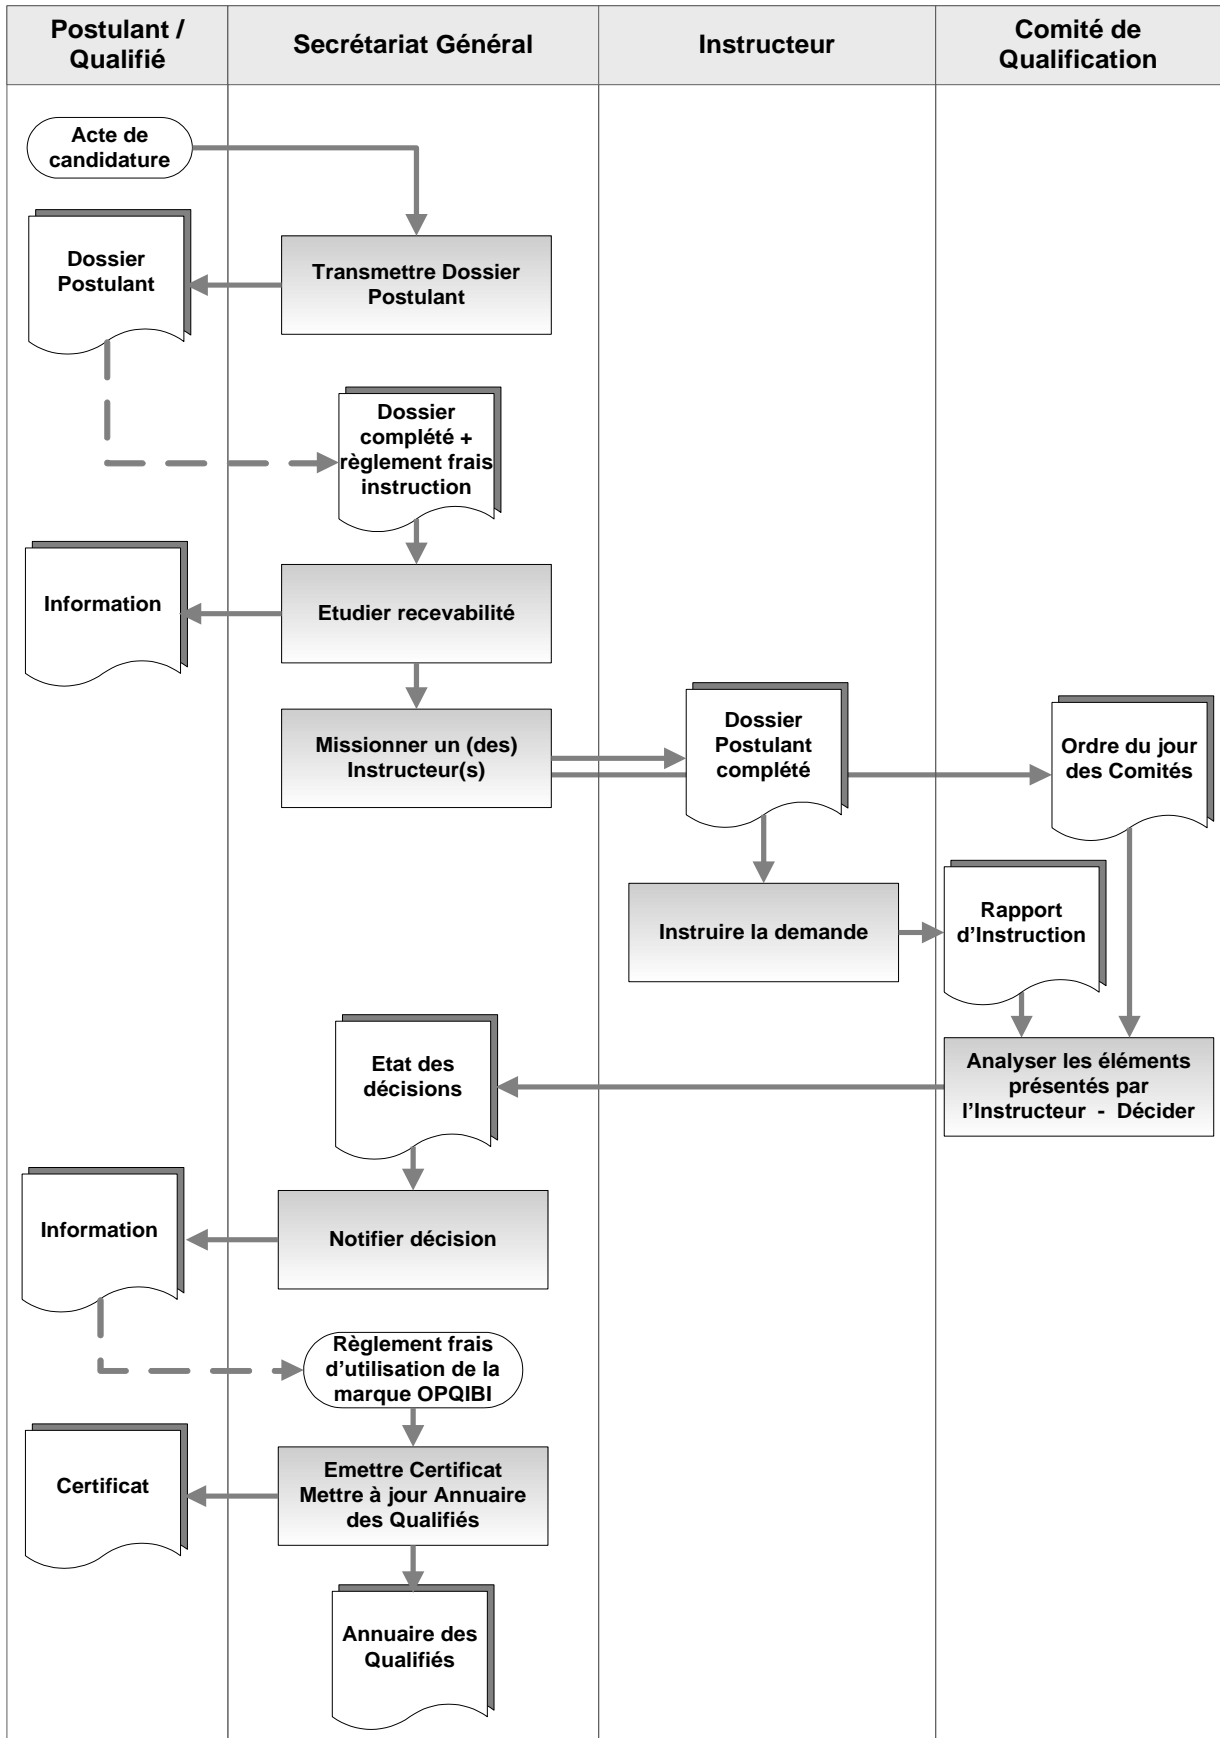 Postulant /
Qualifié
Secrétariat Général
Instructeur
Comité de
Qualification
Acte de
candidature
Dossier
Postulant
Transmettre Dossier
Postulant
Dossier
complété +
règlement frais
instruction
Information
Etudier recevabilité
Missionner un (des)
Instructeur(s)
Dossier
Postulant
complété
Ordre du jour
des Comités
Instruire la demande
Rapport
d’Instruction
Etat des
décisions
Analyser les éléments
présentés par
l’Instructeur - Décider
Information
Notifier décision
Règlement frais
d’utilisation de la
marque OPQIBI
Certificat
Emettre Certificat
Mettre à jour Annuaire
des Qualifiés
Annuaire des
Qualifiés